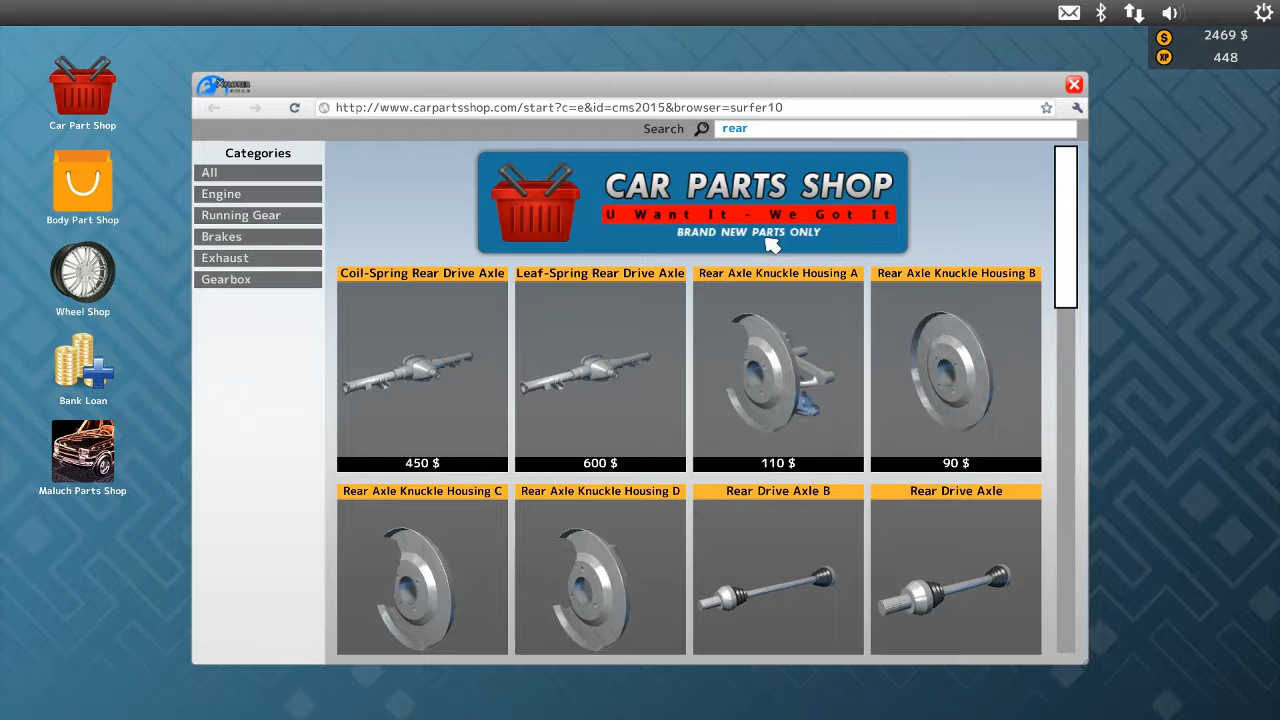 2469 $
448
Car Part Shop
Body Part Shop
Wheel Shop
Bank Loan
Maluch Parts Shop
http://www.carpartsshop.com/start?c=e&id=cms2015&browser=surfer10
Search
rear
Categories
All
Engine
Running Gear
Brakes
Exhaust
Gearbox
CAR PARTS SHOP
U Want It - We Got It
BRAND NEW PARTS ONLY
Coil-Spring Rear Drive Axle
Leaf-Spring Rear Drive Axle
Rear Axle Knuckle Housing A
Rear Axle Knuckle Housing B
450 $
600 $
110 $
90 $
Rear Axle Knuckle Housing C
Rear Axle Knuckle Housing D
Rear Drive Axle B
Rear Drive Axle